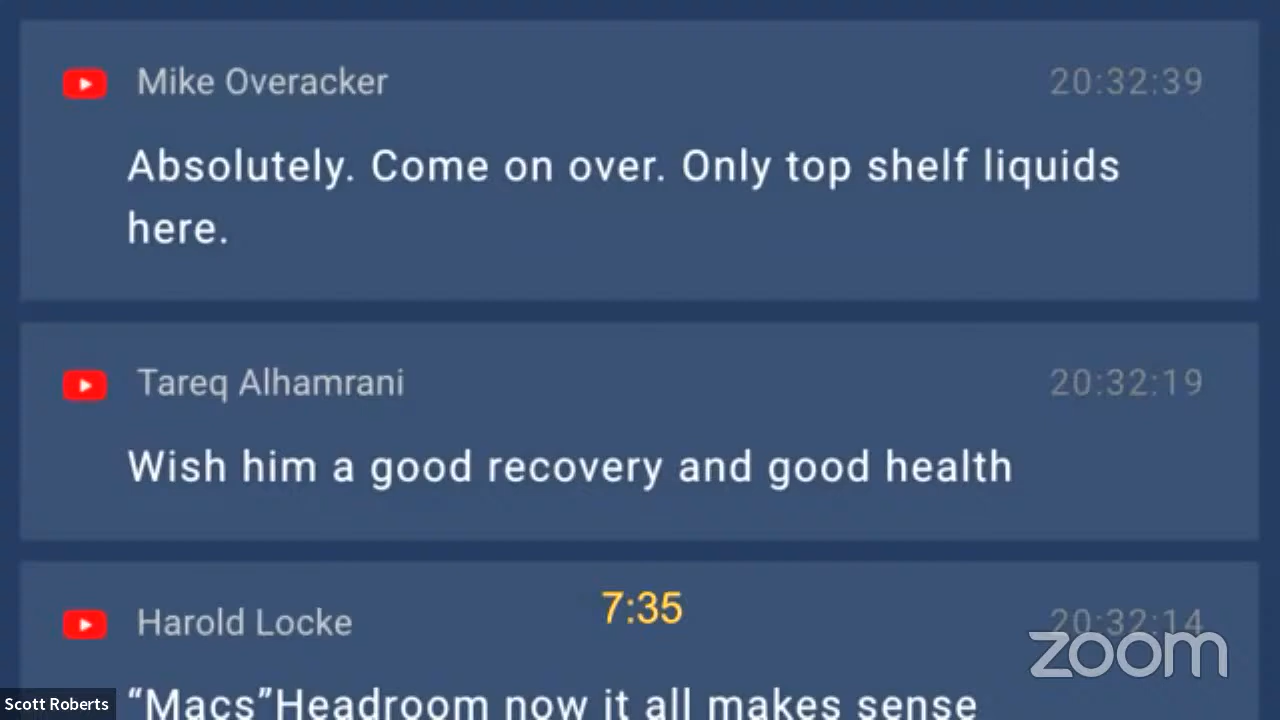 Mike Overacker 20:32:39
Absolutely. Come on over. Only top shelf liquids
here.
Tareq Alhamrani 20:32:19
Wish him a good recovery and good health
7:35
Harold Locke 20:32:14
zoom
Scott Roberts
“Macs”Headroom now it all makes sense